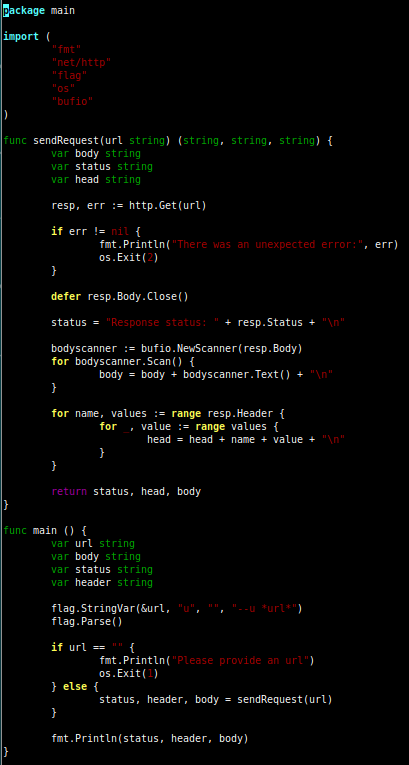 package main

import (
        "fmt"
        "net/http"
        "flag"
        "os"
        "bufio"
)

func sendRequest(url string) (string, string, string) {
        var body string
        var status string
        var head string

        resp, err := http.Get(url)

        if err != nil {
                fmt.Println("There was an unexpected error:", err)
                os.Exit(2)
        }

        defer resp.Body.Close()

        status = "Response status: " + resp.Status + "\n"

        bodyscanner := bufio.NewScanner(resp.Body)
        for bodyscanner.Scan() {
                body = body + bodyscanner.Text() + "\n"
        }

        for name, values := range resp.Header {
                for _, value := range values {
                        head = head + name + value + "\n"
                }
        }

        return status, head, body
}

func main () {
        var url string
        var body string
        var status string
        var header string

        flag.StringVar(&url, "u", "", "--u *url*")
        flag.Parse()

        if url == "" {
                fmt.Println("Please provide an url")
                os.Exit(1)
        } else {
                status, header, body = sendRequest(url)
        }

        fmt.Println(status, header, body)
}